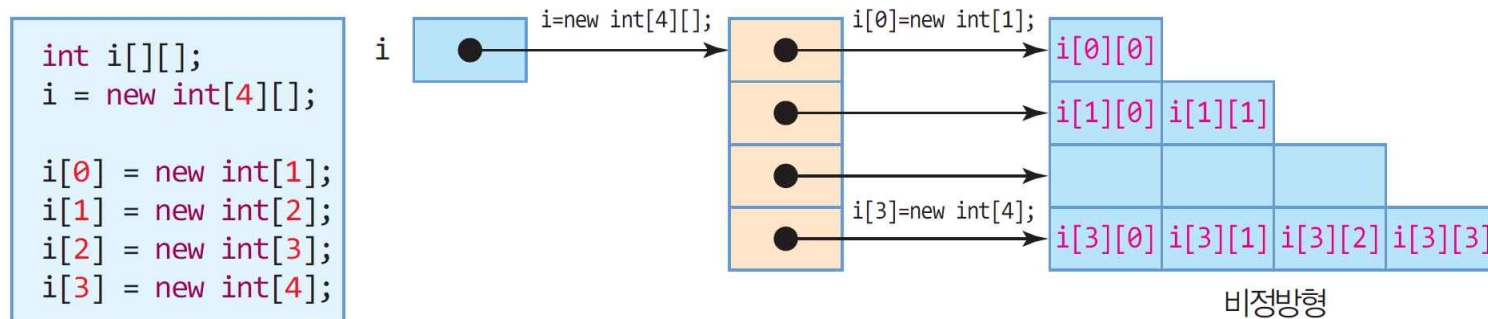 int i[][];
i = new int[4][];
i[0] = new int[1];
i[1] = new int[2];
i[2] = new int[3];
i[3] = new int[4];
i
i=new int[4][];
i[0]=new int[1];
i[0][0]
i[1][0] i[1][1]
i[3]=new int[4];
i[3][0] i[3][1] i[3][2] i[3][3]
비정방형